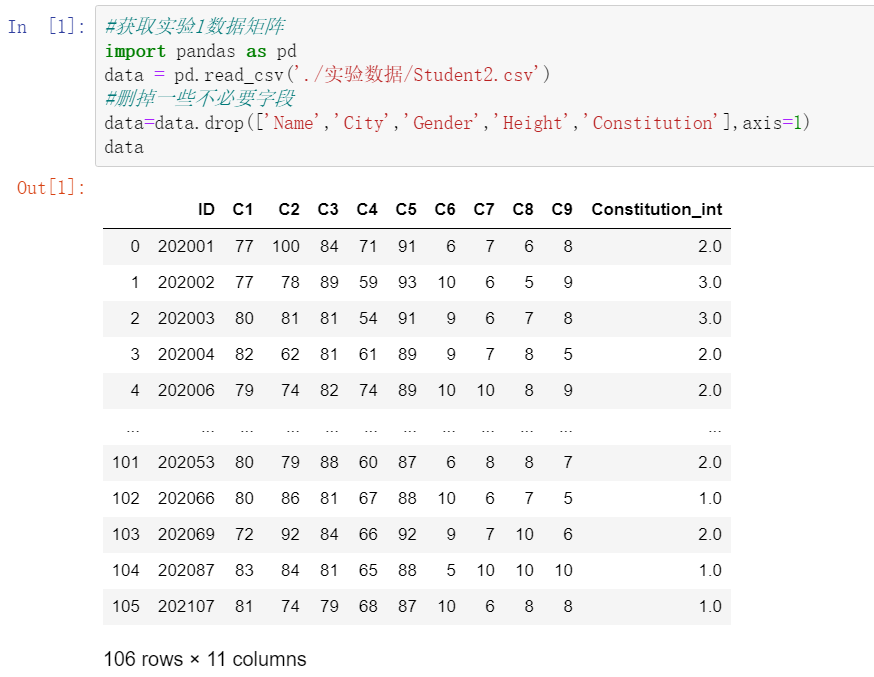 In [1]: #获取实验1数据矩阵
import pandas as pd
data = pd.read_csv('./实验数据/Student2.csv')
#删掉一些不必要字段
data=data.drop(['Name','City','Gender','Height','Constitution'],axis=1)
data
Out[1]:
ID C1 C2 C3 C4 C5 C6 C7 C8 C9 Constitution_int
0 202001 77 100 84 71 91 6 7 6 8 2.0
1 202002 77 78 89 59 93 10 6 5 9 3.0
2 202003 80 81 81 54 91 9 6 7 8 3.0
3 202004 82 62 81 61 89 9 7 8 5 2.0
4 202006 79 74 82 74 89 10 10 8 9 2.0
... ... ... ... ... ... ... ... ... ... ... ...
101 202053 80 79 88 60 87 6 8 8 7 2.0
102 202066 80 86 81 67 88 10 6 7 5 1.0
103 202069 72 92 84 66 92 9 7 10 6 2.0
104 202087 83 84 81 65 88 5 10 10 10 1.0
105 202107 81 74 79 68 87 10 6 8 8 1.0
106 rows × 11 columns